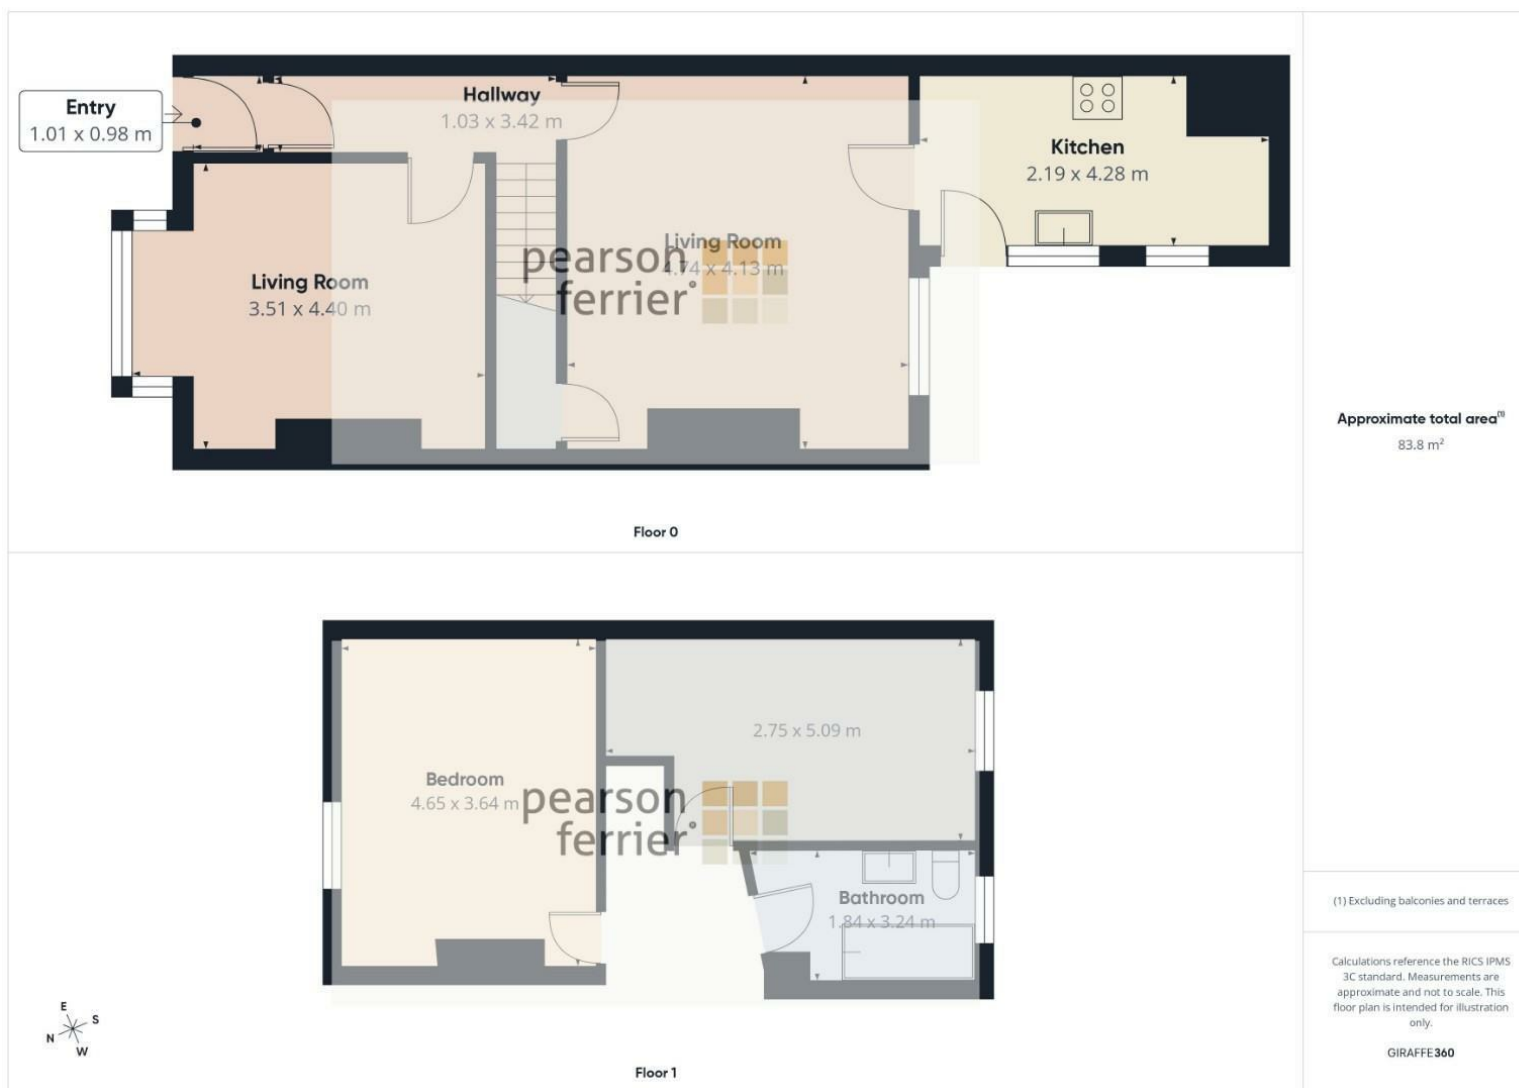 Entry
1.01 x 0.98 m
Hallway
1.03 x 3.42 m
Kitchen
2.19 x 4.28 m
Living Room
3.51 x 4.40 m
Living Room
4.74 x 4.13 m
pearson
ferrier
Floor 0
Approximate total area(1)
83.8 m²
2.75 x 5.09 m
Bedroom
4.65 x 3.64 m
pearson
ferrier
Bathroom
1.84 x 3.24 m
(1) Excluding balconies and terraces
Calculations reference the RICS IPMS
3C standard. Measurements are
approximate and not to scale. This
floor plan is intended for illustration
only.
GIRAFFE360
E
S
N
W
Floor 1